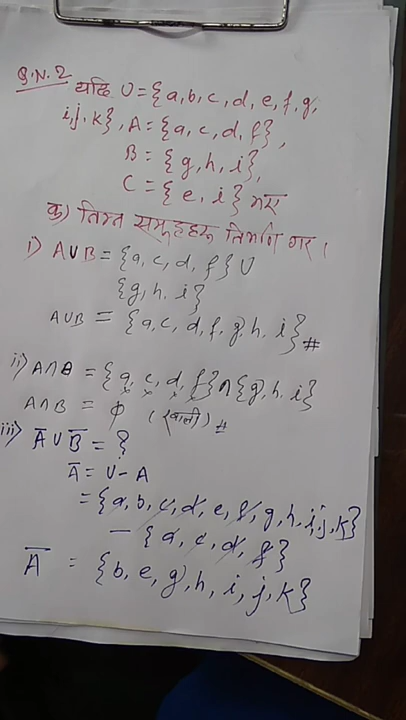 Q.N.2 यदि U = {a, b, c, d, e, f, g,
i, j, k}, A = {a, c, d, f},
B = {g, h, i},
C = {e, i} भए
क) निम्न समूहहरू निर्माण गर ।
i) A∪B = {a, c, d, f} ∪
{g, h, i}
A∪B = {a, c, d, f, g, h, i} #
ii) A∩B = {a, c, d, f} ∩ {g, h, i}
A∩B = ϕ (खाली) #
iii) A̅ ∪ B̅ = ?
A̅ = U - A
= {a, b, c, d, e, f, g, h, i, j, k}
- {a, c, d, f}
A̅ = {b, e, g, h, i, j, k}